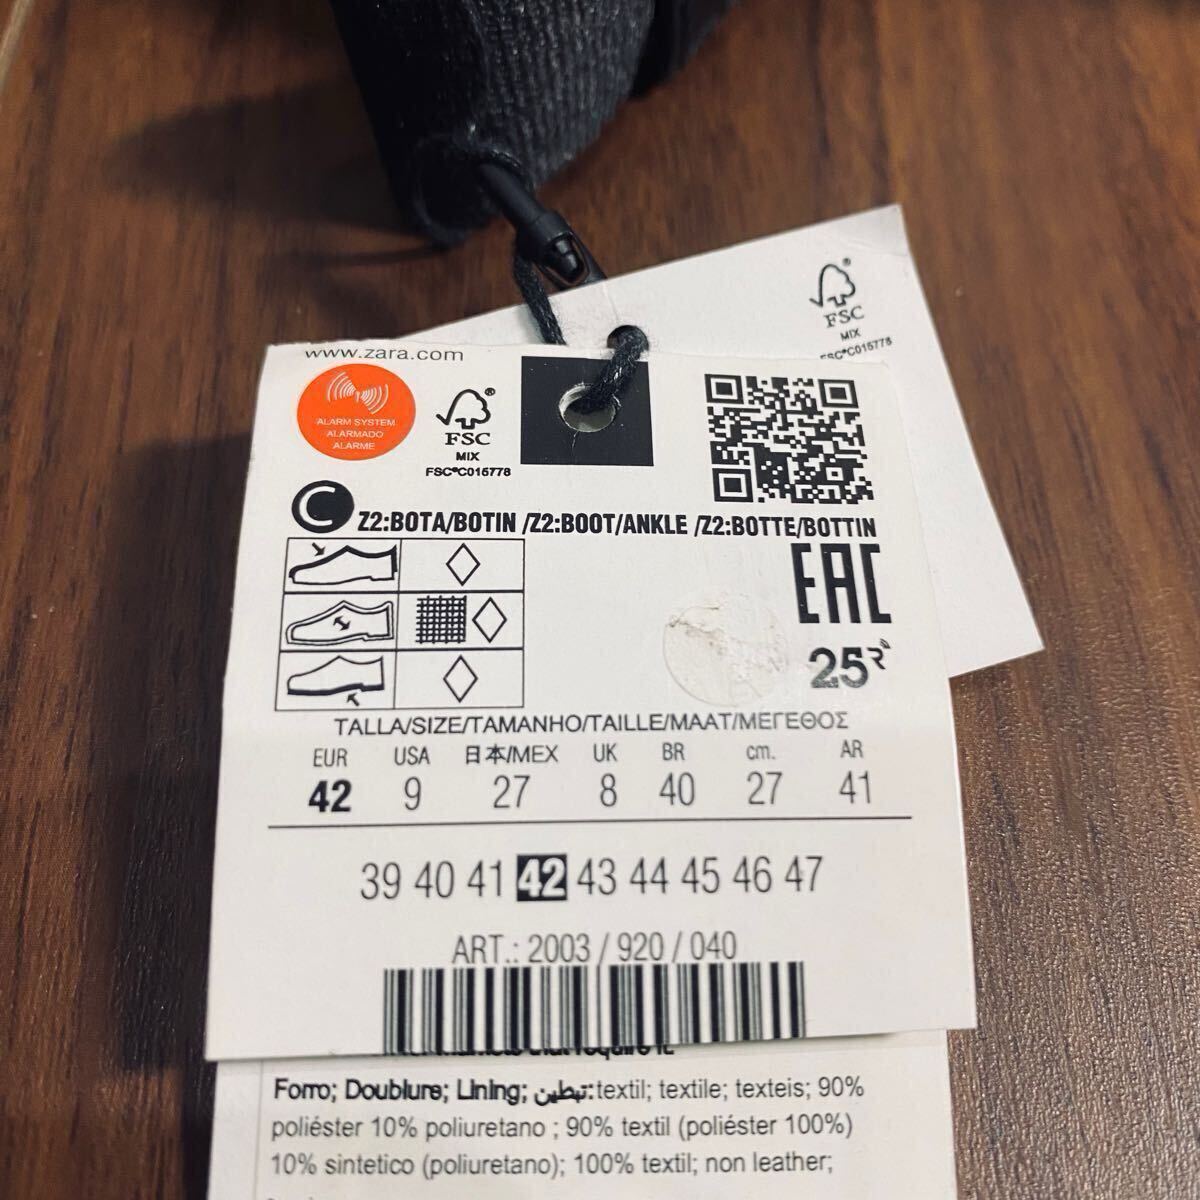 FSC
MIX
FSC®C015778
www.zara.com
ALARM SYSTEM
ALARMADO
ALARME
FSC
MIX
FSC®C015778
Z2:BOTA/BOTIN /Z2:BOOT/ANKLE /Z2:BOTTE/BOTTIN
EAC
25
TALLA/SIZE/TAMANHO/TAILLE/MAAT/ΜΕΓΕΘΟΣ
EUR USA 日本/MEX UK BR cm. AR
42 9 27 8 40 27 41
39 40 41 42 43 44 45 46 47
ART.: 2003 / 920 / 040
that require it
Forro; Doublure; Lining; تبطين: textil; textile; texteis; 90%
poliéster 10% poliuretano ; 90% textil (poliéster 100%)
10% sintetico (poliuretano); 100% textil; non leather;